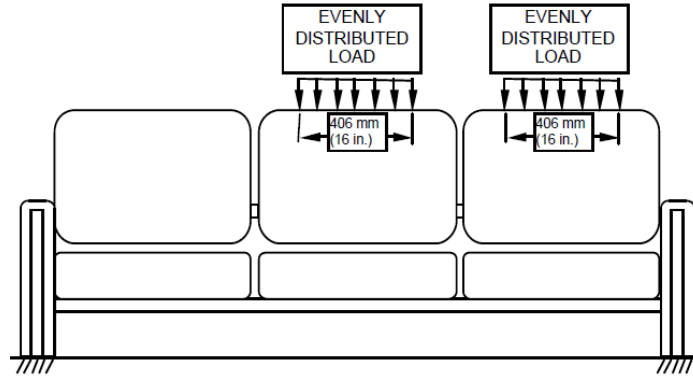 EVENLY
DISTRIBUTED
LOAD
EVENLY
DISTRIBUTED
LOAD
406 mm
(16 in.)
406 mm
(16 in.)